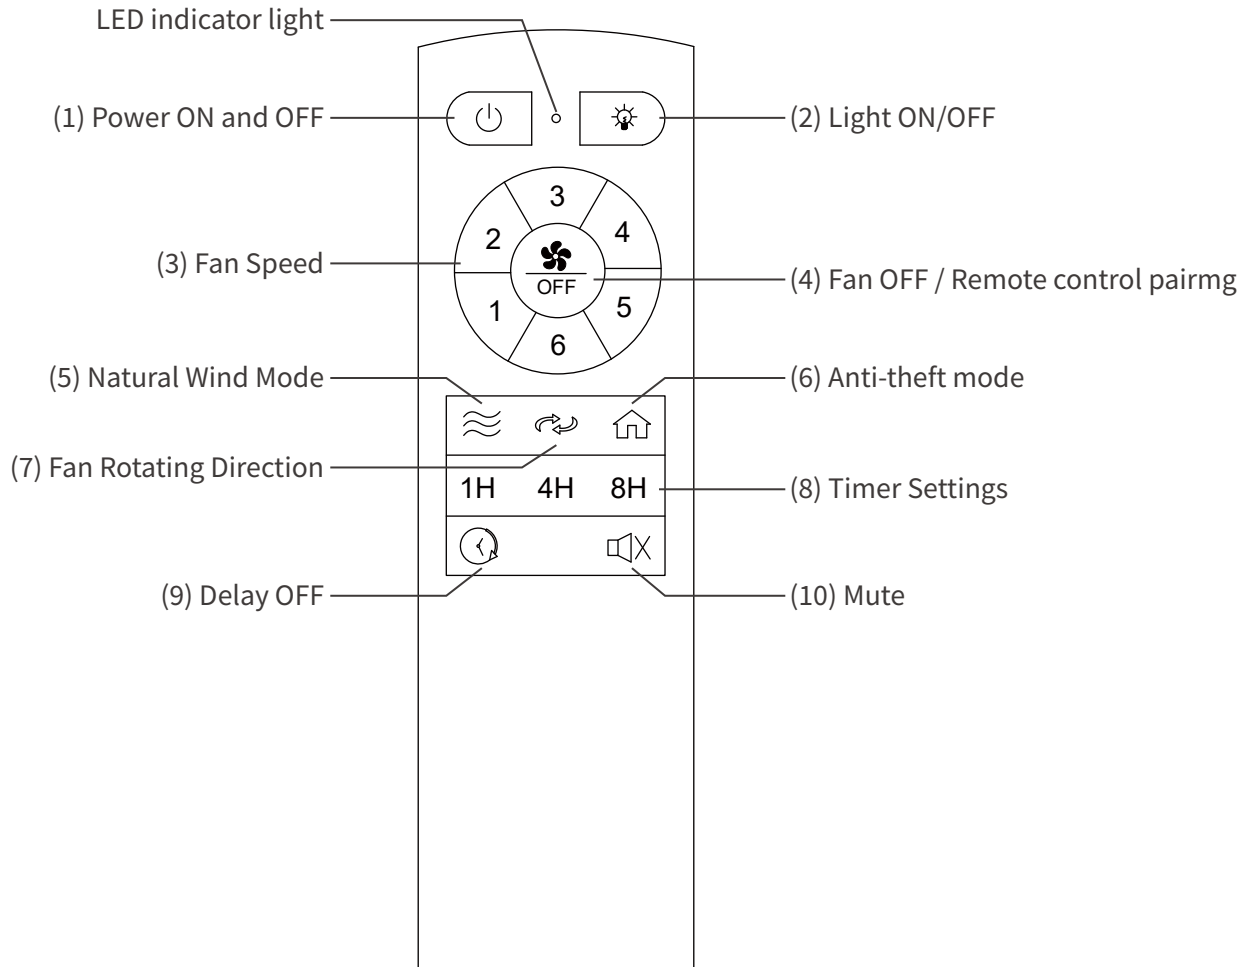 LED indicator light
(1) Power ON and OFF
(2) Light ON/OFF
3
2
4
(3) Fan Speed
OFF
(4) Fan OFF / Remote control pairmg
1
5
6
(5) Natural Wind Mode
(6) Anti-theft mode
(7) Fan Rotating Direction
1H 4H 8H
(8) Timer Settings
(9) Delay OFF
(10) Mute